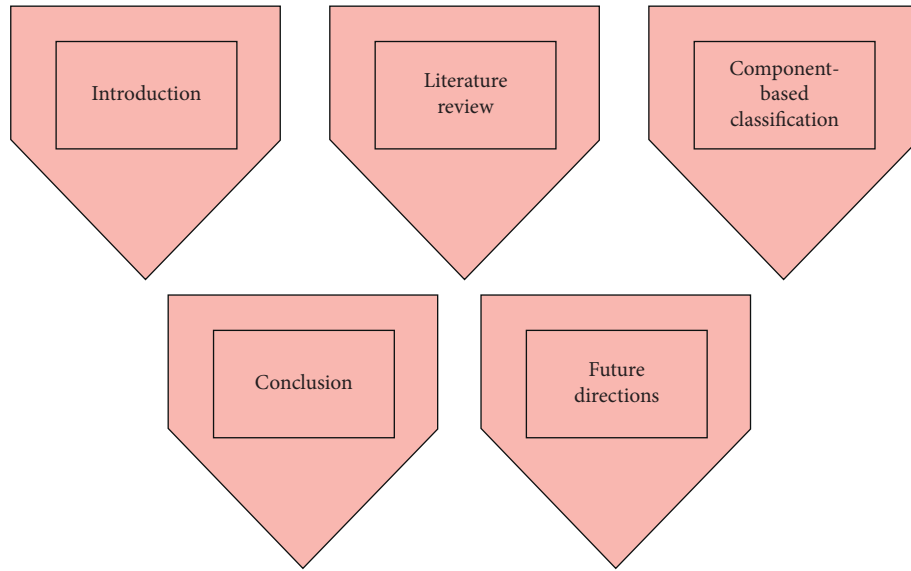 Introduction
Literature
review
Component-
based
classification
Conclusion
Future
directions